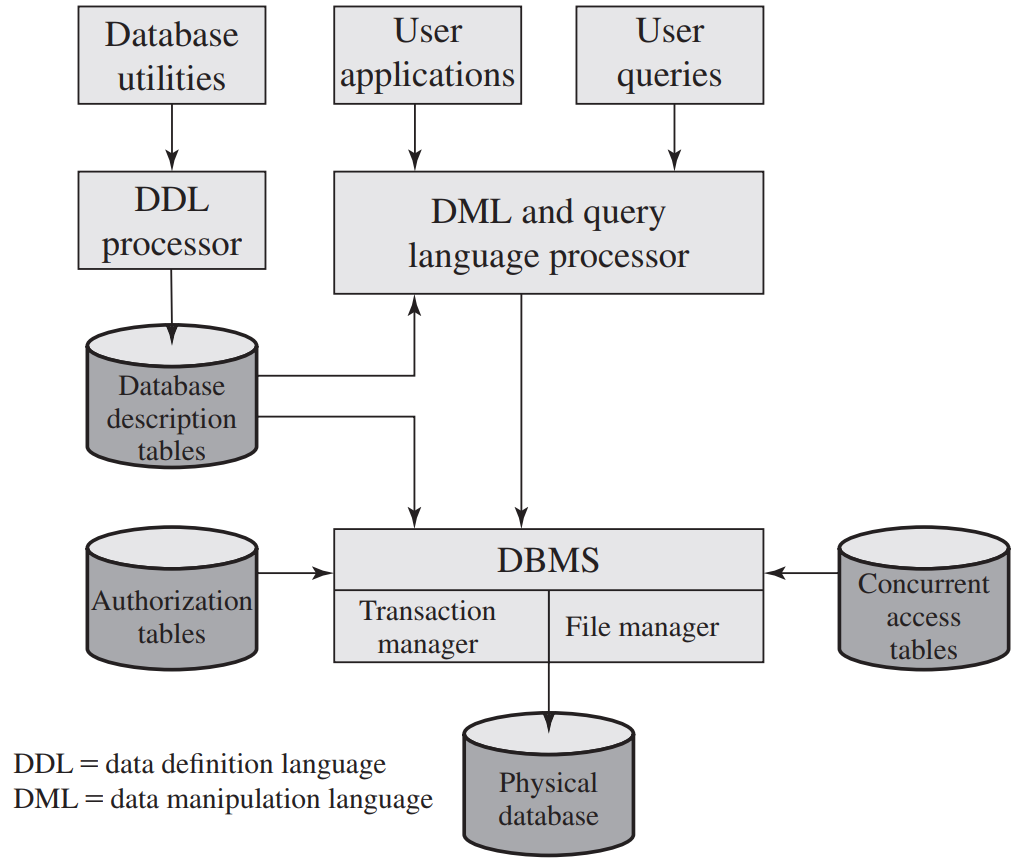 Database
utilities
User
applications
User
queries
DDL
processor
DML and query
language processor
Database
description
tables
Authorization
tables
DBMS
Transaction
manager
File manager
Concurrent
access
tables
Physical
database
DDL = data definition language
DML = data manipulation language